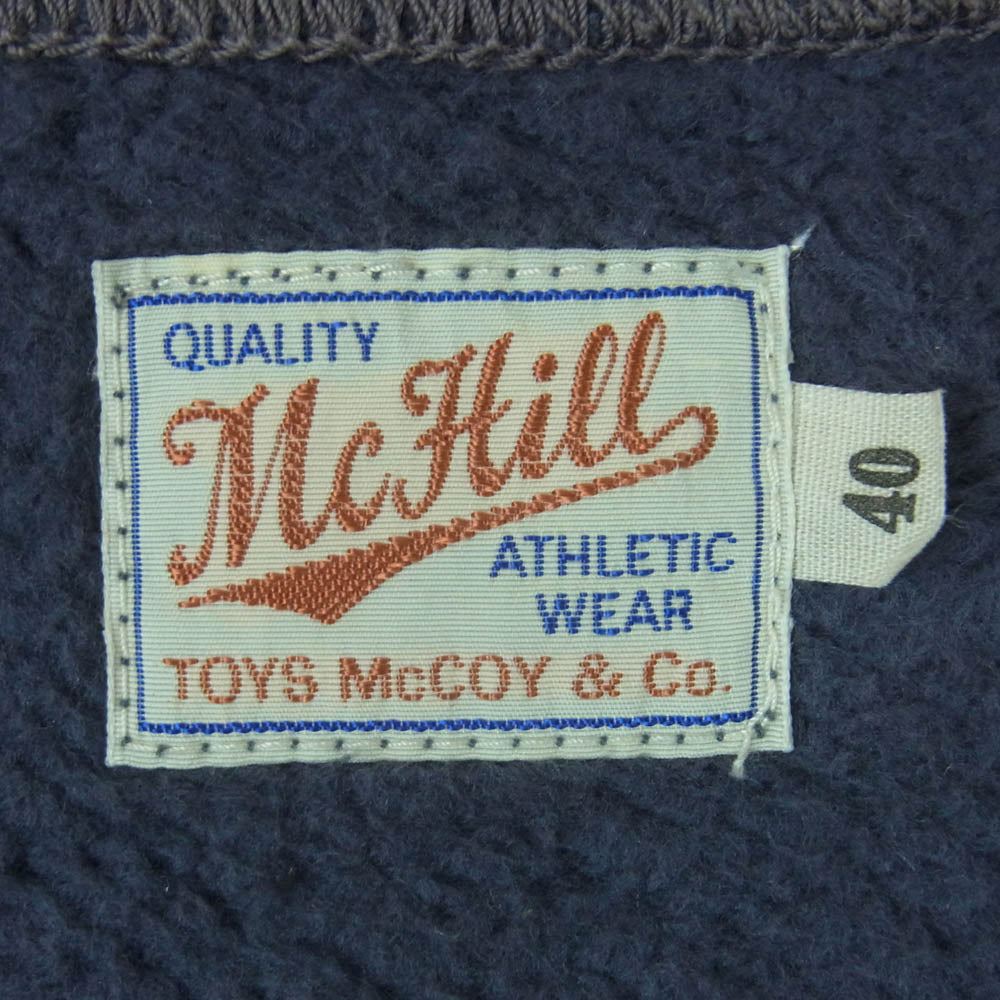 QUALITY
McHill
ATHLETIC
WEAR
TOYS McCOY & Co.
40